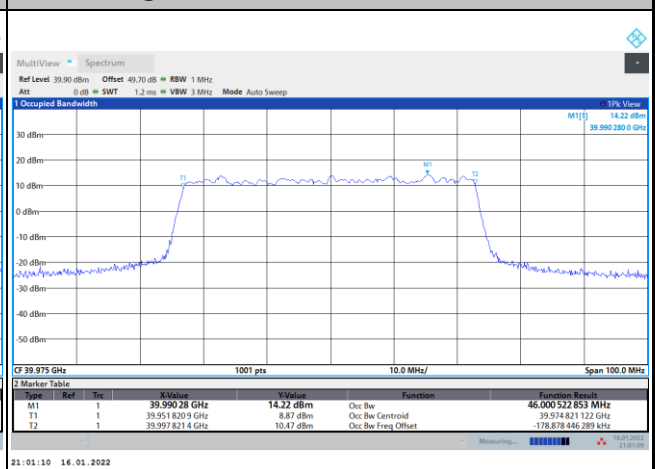 MultiView Spectrum
Ref Level 39.90 dBm Offset 49.70 dB RBW 1 MHz
Att 0 dB SWT 1.2 ms VBW 3 MHz Mode Auto Sweep
1 Occupied Bandwidth 1Pk View
M1[1] 14.22 dBm
39.990 280 0 GHz
30 dBm
20 dBm
M1
T1 T2
10 dBm
0 dBm
-10 dBm
-20 dBm
-30 dBm
-40 dBm
-50 dBm
CF 39.975 GHz 1001 pts 10.0 MHz/ Span 100.0 MHz
2 Marker Table
Type Ref Trc X-Value Y-Value Function Function Result
M1 1 39.990 28 GHz 14.22 dBm Occ Bw 46.000 522 853 MHz
T1 1 39.951 820 9 GHz 8.87 dBm Occ Bw Centroid 39.974 821 122 GHz
T2 1 39.997 821 4 GHz 10.47 dBm Occ Bw Freq Offset -178.878 446 289 kHz
Measuring... 16.01.2022
21:01:09
21:01:10 16.01.2022